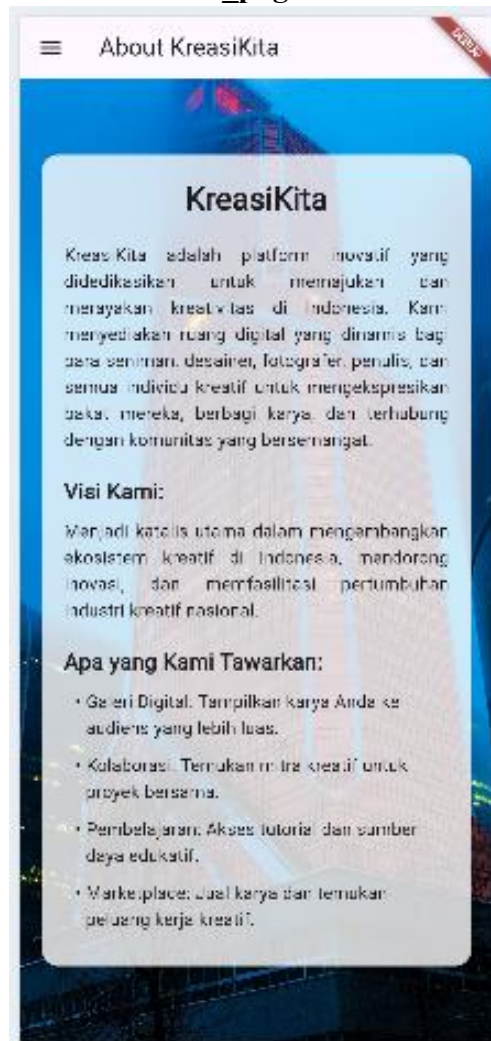 About KreasiKita
DEBUG
KreasiKita
KreasiKita adalah platform inovatif yang
didedikasikan untuk memajukan dan
merayakan kreativitas di Indonesia. Kami
menyediakan ruang digital yang dinamis bagi
para seniman, desainer, fotografer, penulis, dan
semua individu kreatif untuk mengekspresikan
bakat mereka, berbagi karya, dan terhubung
dengan komunitas yang bersemangat.
Visi Kami:
Menjadi katalis utama dalam mengembangkan
ekosistem kreatif di Indonesia, mendorong
inovasi, dan memfasilitasi pertumbuhan
industri kreatif nasional.
Apa yang Kami Tawarkan:
• Galeri Digital: Tampilkan karya Anda ke
audiens yang lebih luas.
• Kolaborasi: Temukan mitra kreatif untuk
proyek bersama.
• Pembelajaran: Akses tutorial dan sumber
daya edukatif.
• Marketplace: Jual karya dan temukan
peluang kerja kreatif.